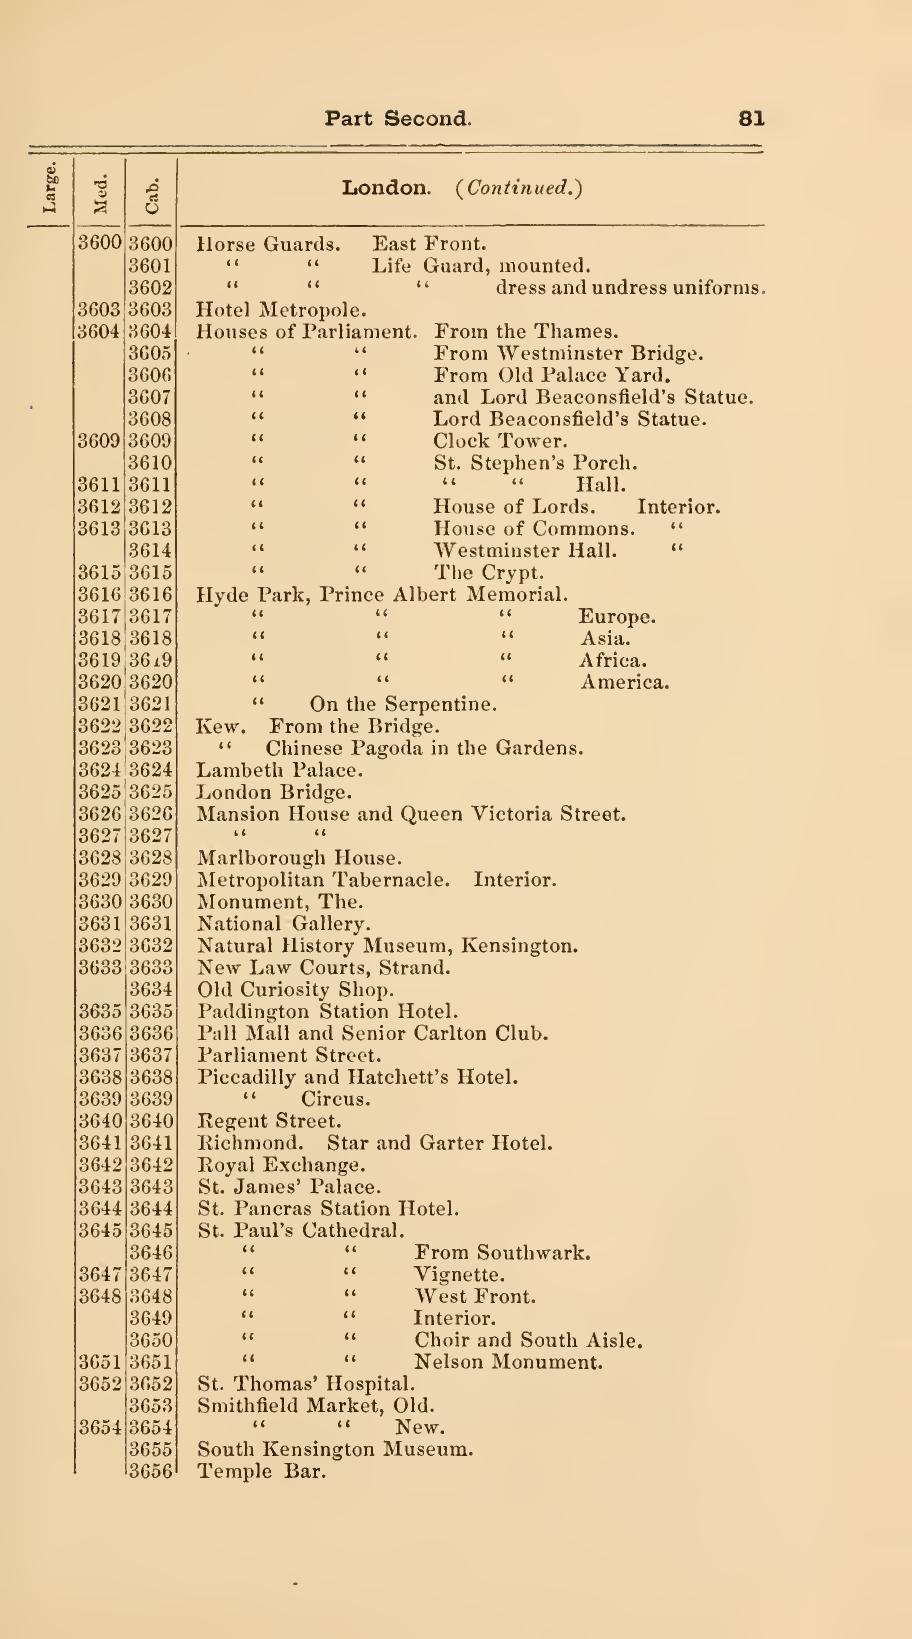 Part Second. 81
Large. Med. Cab. London. (Continued.)
3600 3600 Horse Guards. East Front.
3601 “ “ Life Guard, mounted.
3602 “ “ “ dress and undress uniforms.
3603 3603 Hotel Metropole.
3604 3604 Houses of Parliament. From the Thames.
3605 “ “ From Westminster Bridge.
3606 “ “ From Old Palace Yard.
3607 “ “ and Lord Beaconsfield's Statue.
3608 “ “ Lord Beaconsfield's Statue.
3609 3609 “ “ Clock Tower.
3610 “ “ St. Stephen's Porch.
3611 3611 “ “ “ “ Hall.
3612 3612 “ “ House of Lords. Interior.
3613 3613 “ “ House of Commons. “
3614 “ “ Westminster Hall. “
3615 3615 “ “ The Crypt.
3616 3616 Hyde Park, Prince Albert Memorial.
3617 3617 “ “ “ Europe.
3618 3618 “ “ “ Asia.
3619 3619 “ “ “ Africa.
3620 3620 “ “ “ America.
3621 3621 “ On the Serpentine.
3622 3622 Kew. From the Bridge.
3623 3623 “ Chinese Pagoda in the Gardens.
3624 3624 Lambeth Palace.
3625 3625 London Bridge.
3626 3626 Mansion House and Queen Victoria Street.
3627 3627 “ “
3628 3628 Marlborough House.
3629 3629 Metropolitan Tabernacle. Interior.
3630 3630 Monument, The.
3631 3631 National Gallery.
3632 3632 Natural History Museum, Kensington.
3633 3633 New Law Courts, Strand.
3634 Old Curiosity Shop.
3635 3635 Paddington Station Hotel.
3636 3636 Pall Mall and Senior Carlton Club.
3637 3637 Parliament Street.
3638 3638 Piccadilly and Hatchett's Hotel.
3639 3639 “ Circus.
3640 3640 Regent Street.
3641 3641 Richmond. Star and Garter Hotel.
3642 3642 Royal Exchange.
3643 3643 St. James' Palace.
3644 3644 St. Pancras Station Hotel.
3645 3645 St. Paul's Cathedral.
3646 “ “ From Southwark.
3647 3647 “ “ Vignette.
3648 3648 “ “ West Front.
3649 “ “ Interior.
3650 “ “ Choir and South Aisle.
3651 3651 “ “ Nelson Monument.
3652 3652 St. Thomas' Hospital.
3653 Smithfield Market, Old.
3654 3654 “ “ New.
3655 South Kensington Museum.
3656 Temple Bar.